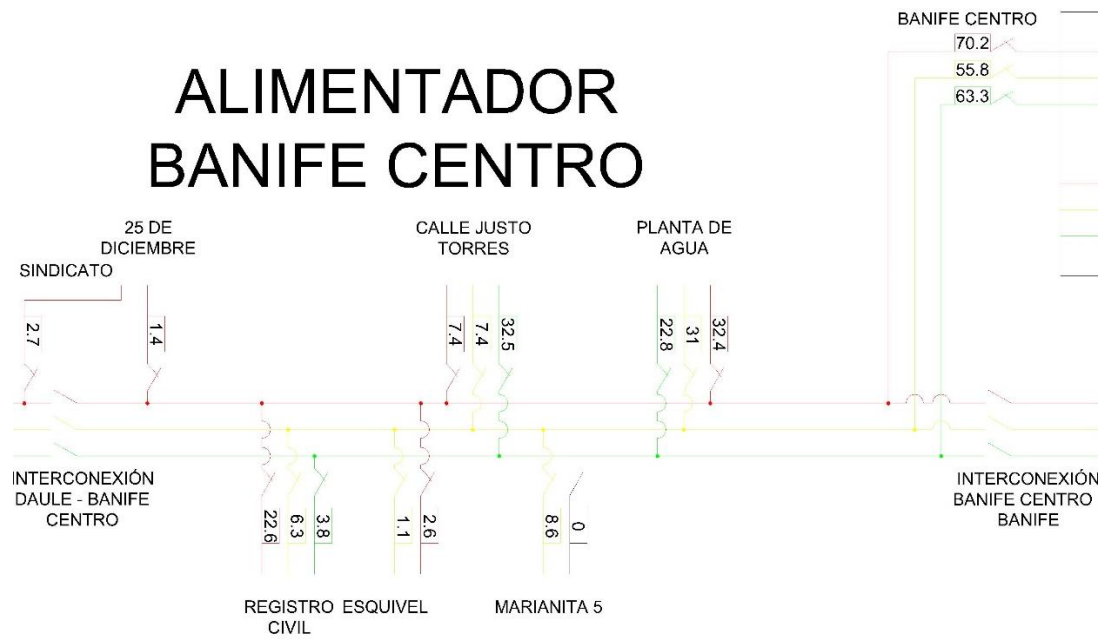 BANIFE CENTRO
70.2
55.8
63.3
ALIMENTADOR
BANIFE CENTRO
25 DE
DICIEMBRE
SINDICATO
CALLE JUSTO
TORRES
PLANTA DE
AGUA
2.7
1.4
7.4
7.4
32.5
22.8
31
32.4
INTERCONEXIÓN
DAULE - BANIFE
CENTRO
INTERCONEXIÓN
BANIFE CENTRO
BANIFE
22.6
6.3
3.8
1.1
2.6
8.6
0
REGISTRO
CIVIL
ESQUIVEL
MARIANITA 5